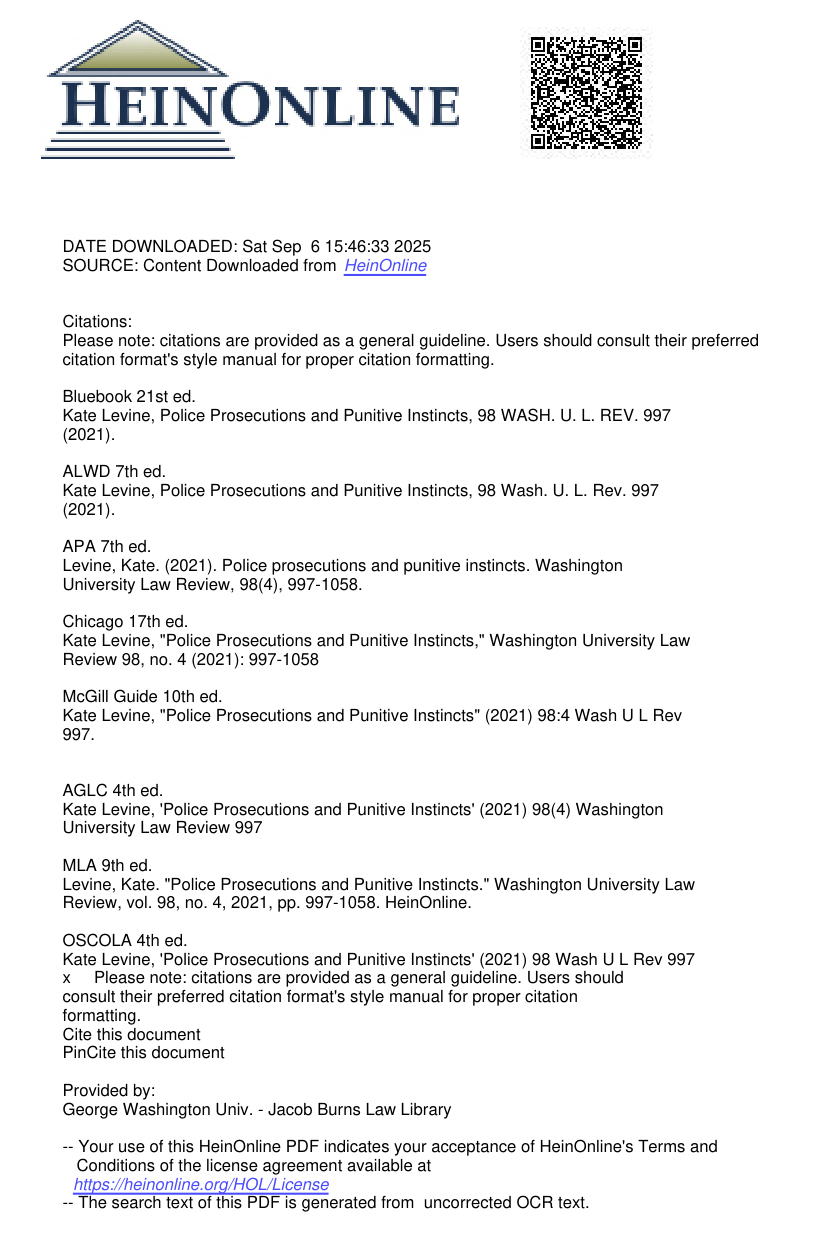 HEINONLINE
DATE DOWNLOADED: Sat Sep 6 15:46:33 2025
SOURCE: Content Downloaded from HeinOnline
Citations:
Please note: citations are provided as a general guideline. Users should consult their preferred
citation format's style manual for proper citation formatting.
Bluebook 21st ed.
Kate Levine, Police Prosecutions and Punitive Instincts, 98 WASH. U. L. REV. 997
(2021).
ALWD 7th ed.
Kate Levine, Police Prosecutions and Punitive Instincts, 98 Wash. U. L. Rev. 997
(2021).
APA 7th ed.
Levine, Kate. (2021). Police prosecutions and punitive instincts. Washington
University Law Review, 98(4), 997-1058.
Chicago 17th ed.
Kate Levine, "Police Prosecutions and Punitive Instincts," Washington University Law
Review 98, no. 4 (2021): 997-1058
McGill Guide 10th ed.
Kate Levine, "Police Prosecutions and Punitive Instincts" (2021) 98:4 Wash U L Rev
997.
AGLC 4th ed.
Kate Levine, 'Police Prosecutions and Punitive Instincts' (2021) 98(4) Washington
University Law Review 997
MLA 9th ed.
Levine, Kate. "Police Prosecutions and Punitive Instincts." Washington University Law
Review, vol. 98, no. 4, 2021, pp. 997-1058. HeinOnline.
OSCOLA 4th ed.
Kate Levine, 'Police Prosecutions and Punitive Instincts' (2021) 98 Wash U L Rev 997
x Please note: citations are provided as a general guideline. Users should
consult their preferred citation format's style manual for proper citation
formatting.
Cite this document
PinCite this document
Provided by:
George Washington Univ. - Jacob Burns Law Library
-- Your use of this HeinOnline PDF indicates your acceptance of HeinOnline's Terms and
Conditions of the license agreement available at
https://heinonline.org/HOL/License
-- The search text of this PDF is generated from uncorrected OCR text.